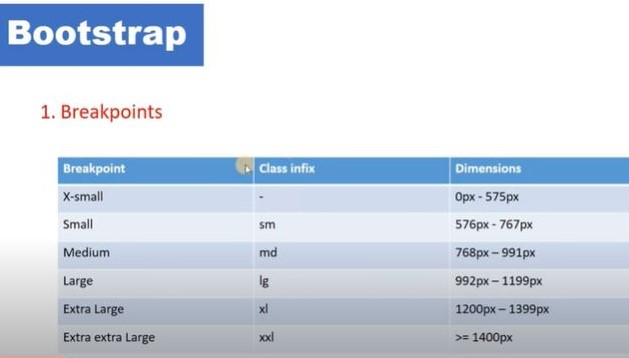 Bootstrap
1. Breakpoints
Breakpoint Class infix Dimensions
X-small - 0px - 575px
Small sm 576px - 767px
Medium md 768px – 991px
Large lg 992px – 1199px
Extra Large xl 1200px – 1399px
Extra extra Large xxl >= 1400px